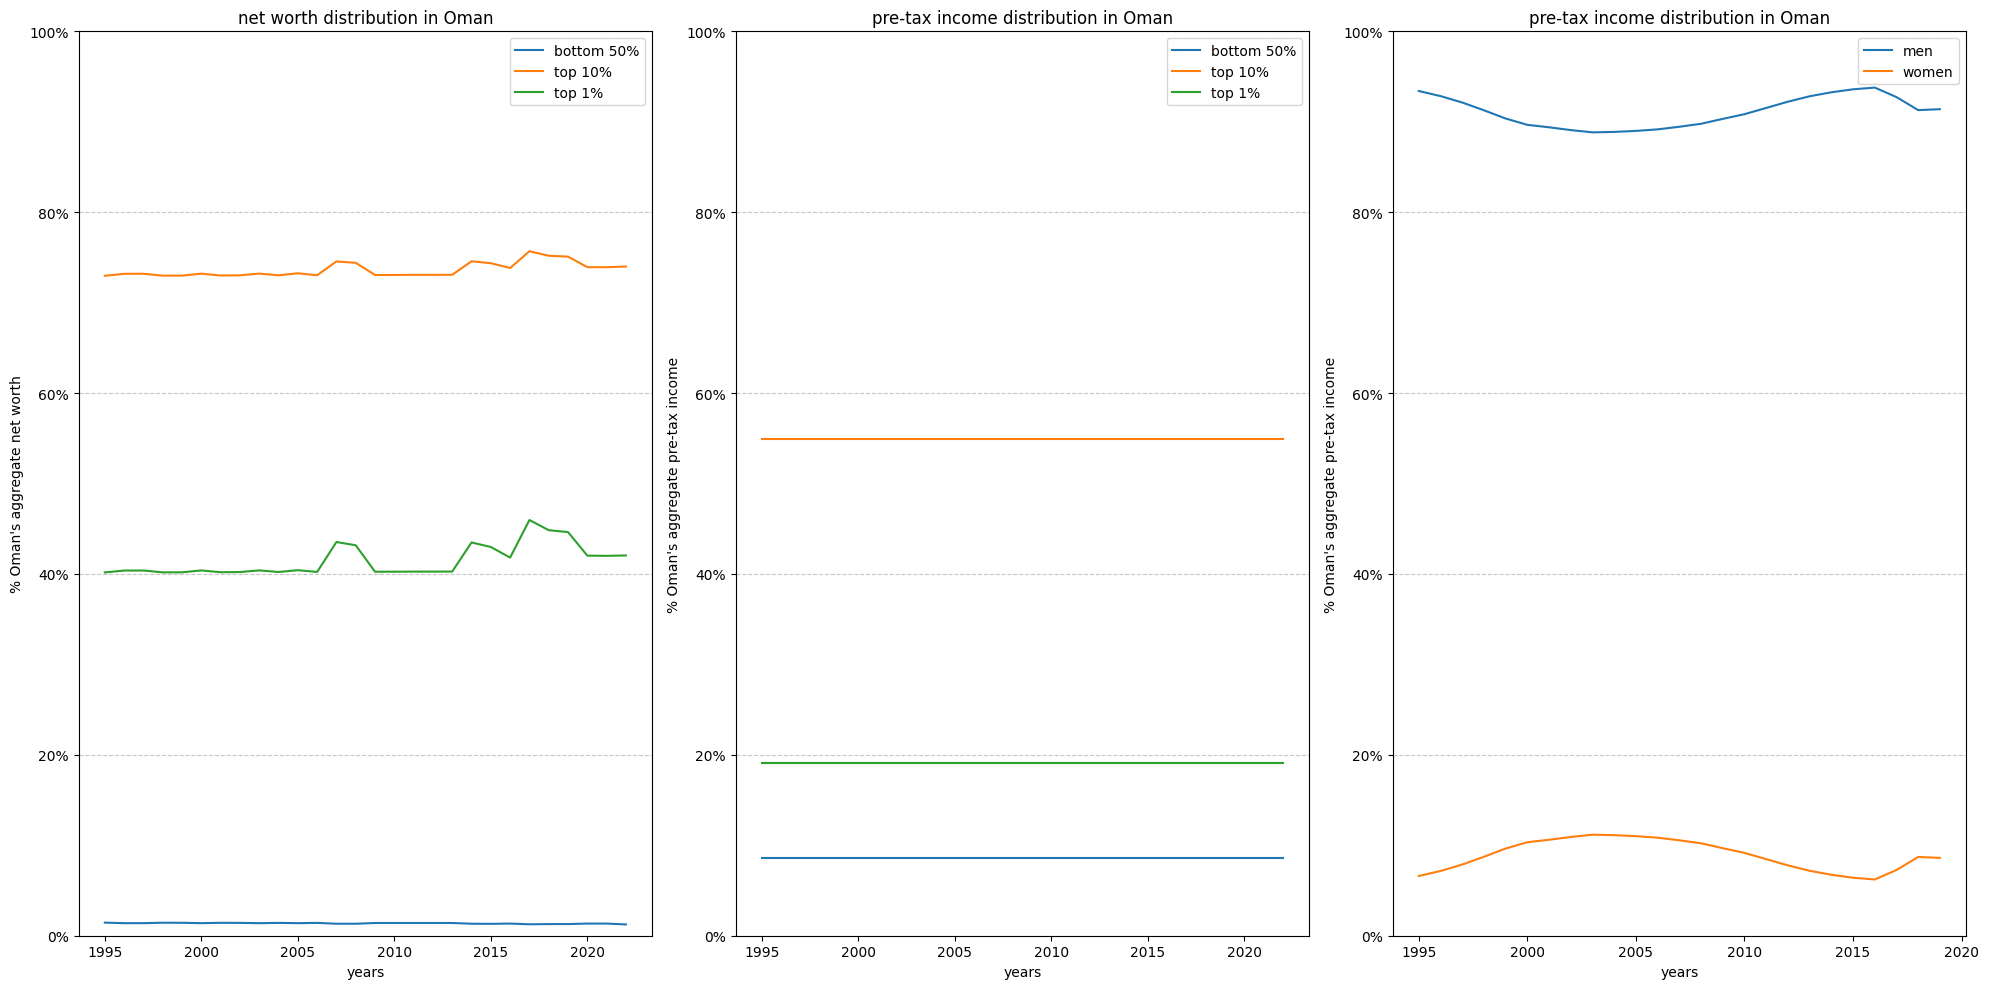 net worth distribution in Oman
100%
80%
60%
40%
20%
0%
% Oman's aggregate net worth
bottom 50%
top 10%
top 1%
1995 2000 2005 2010 2015 2020
years
pre-tax income distribution in Oman
100%
80%
60%
40%
20%
0%
% Oman's aggregate pre-tax income
bottom 50%
top 10%
top 1%
1995 2000 2005 2010 2015 2020
years
pre-tax income distribution in Oman
100%
80%
60%
40%
20%
0%
% Oman's aggregate pre-tax income
men
women
1995 2000 2005 2010 2015 2020
years